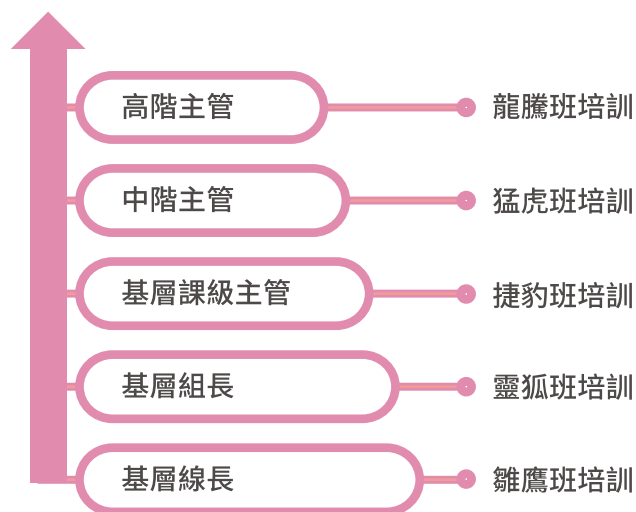 高階主管 龍騰班培訓
中階主管 猛虎班培訓
基層課級主管 捷豹班培訓
基層組長 靈狐班培訓
基層線長 雛鷹班培訓